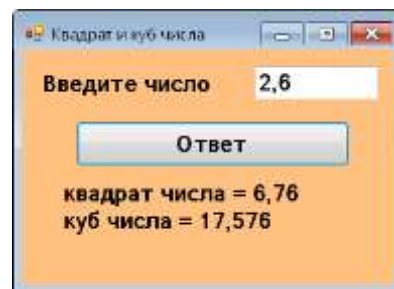 Квадрат и куб числа
Введите число 2,6
Ответ
квадрат числа = 6,76
куб числа = 17,576